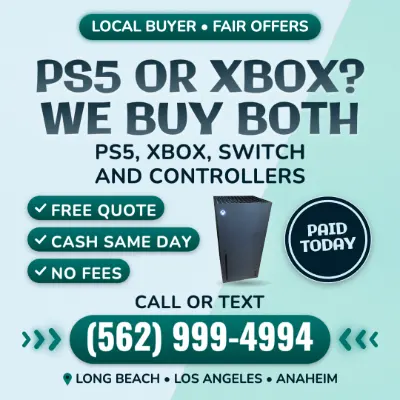 LOCAL BUYER • FAIR OFFERS
PS5 OR XBOX?
WE BUY BOTH
PS5, XBOX, SWITCH
AND CONTROLLERS
FREE QUOTE
CASH SAME DAY
NO FEES
PAID
TODAY
CALL OR TEXT
(562) 999-4994
LONG BEACH • LOS ANGELES • ANAHEIM